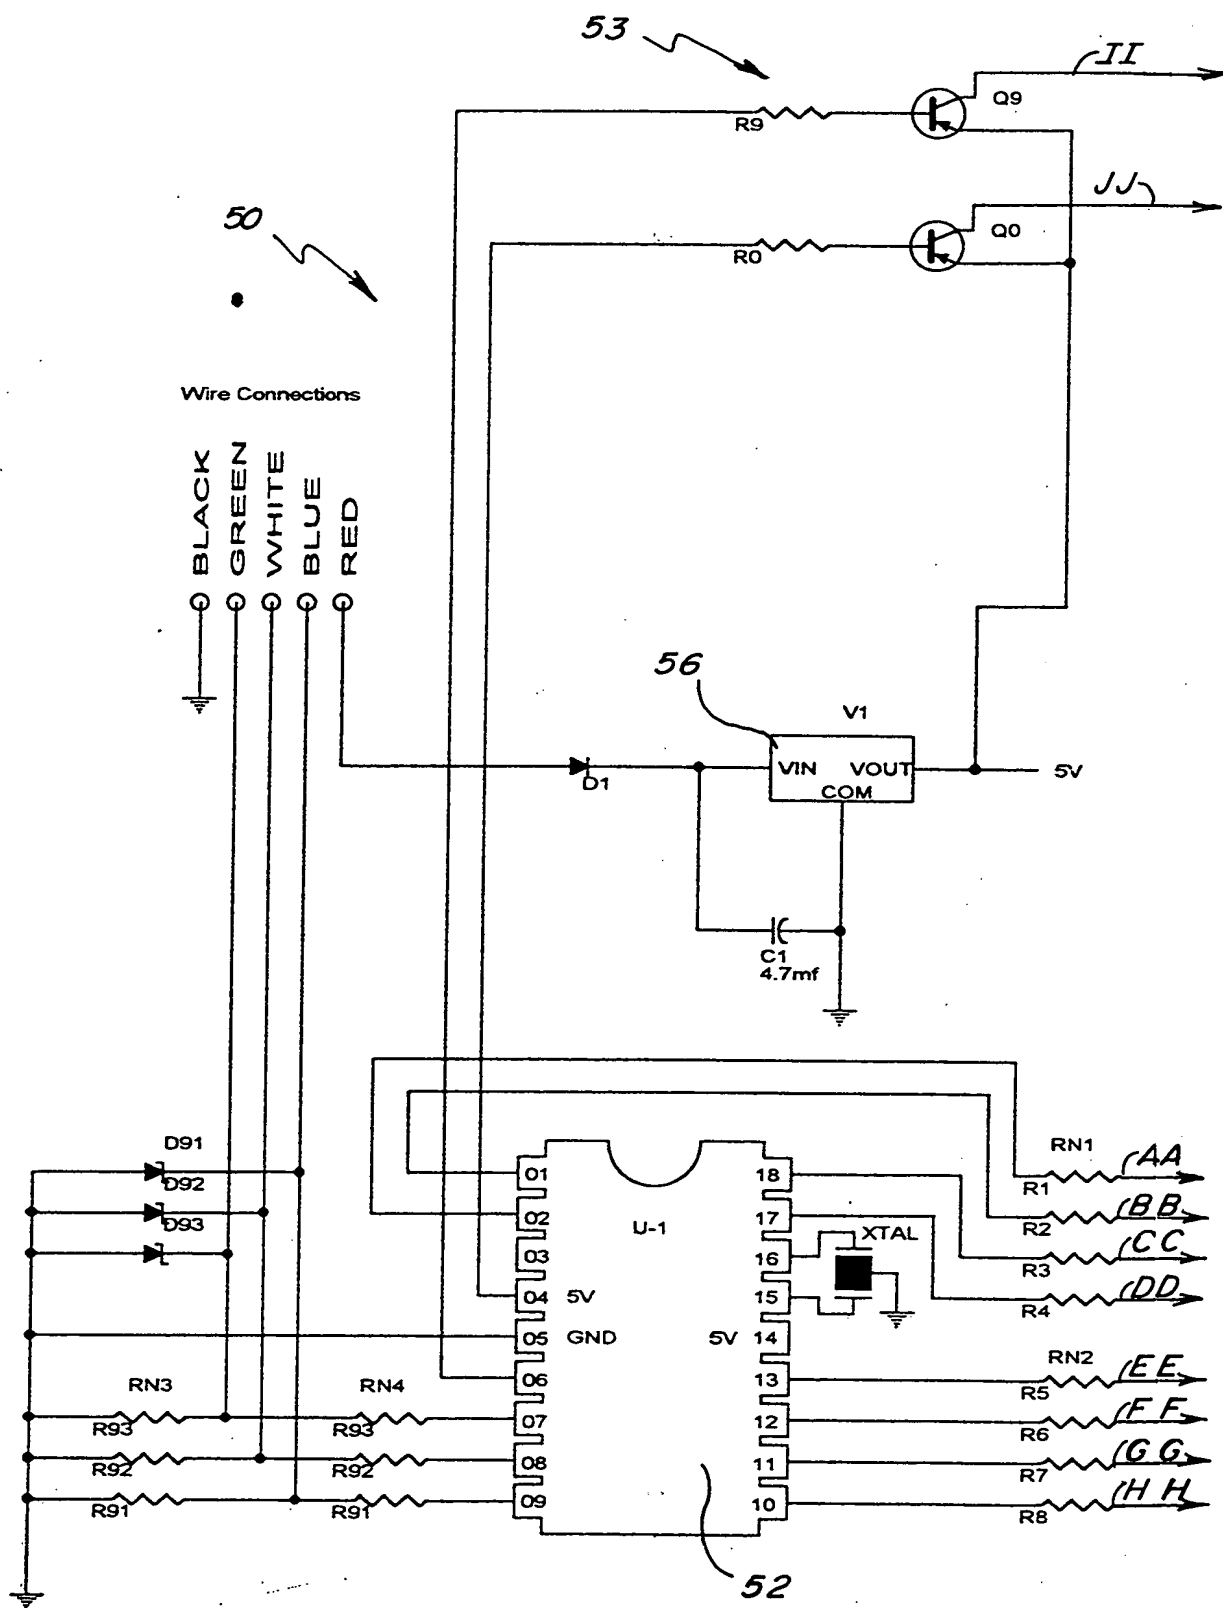 53
II
Q9
R9
JJ
50
Q0
R0
Wire Connections
BLACK
GREEN
WHITE
BLUE
RED
56
V1
VIN VOUT
COM
5V
D1
C1
4.7mf
D91
D92
D93
RN1
AA
01
18
R1
02
U-1
17
R2
BB
03
16
XTAL
R3
CC
04 5V
15
R4
DD
05 GND
5V 14
RN3
RN4
06
13
RN2
EE
R5
R93
R93
07
12
R6
FF
R92
R92
08
11
R7
GG
R91
R91
09
10
R8
HH
52